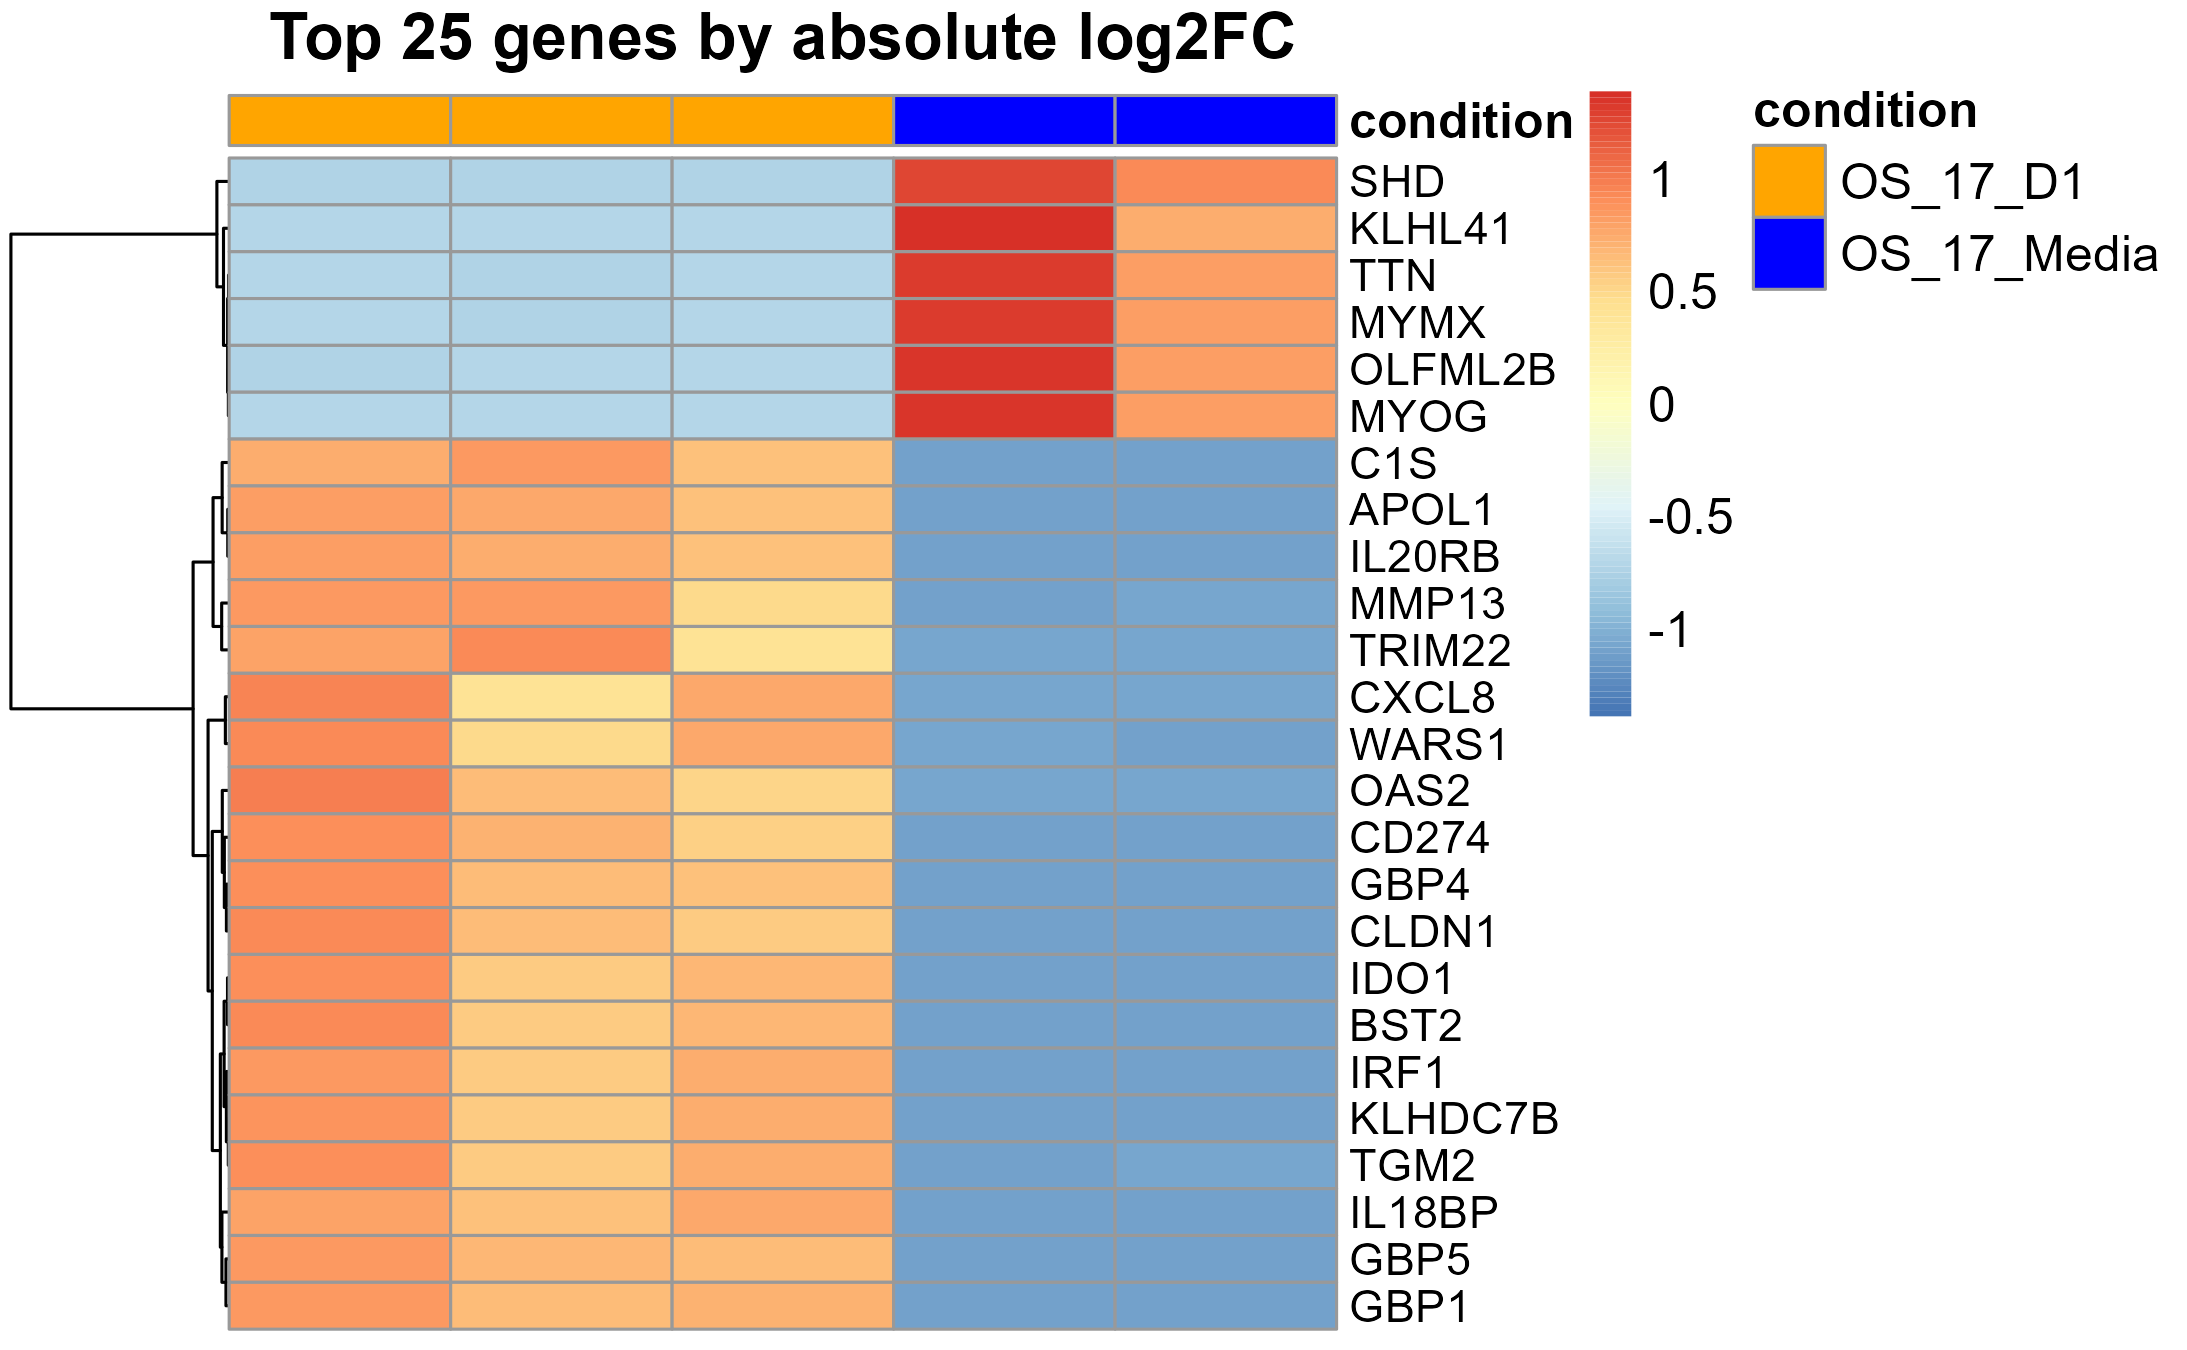 Top 25 genes by absolute log2FC
condition
SHD
KLHL41
TTN
MYMX
OLFML2B
MYOG
C1S
APOL1
IL20RB
MMP13
TRIM22
CXCL8
WARS1
OAS2
CD274
GBP4
CLDN1
IDO1
BST2
IRF1
KLHDC7B
TGM2
IL18BP
GBP5
GBP1
1
0.5
0
-0.5
-1
condition
OS_17_D1
OS_17_Media